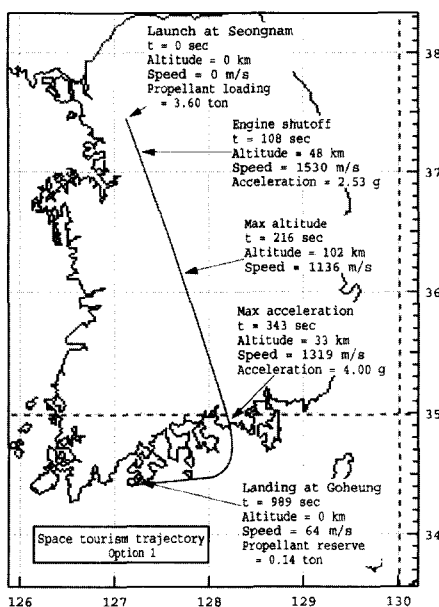 Launch at Seongnam
t = 0 sec
Altitude = 0 km
Speed = 0 m/s
Propellant loading
= 3.60 ton
Engine shutoff
t = 108 sec
Altitude = 48 km
Speed = 1530 m/s
Acceleration = 2.53 g
Max altitude
t = 216 sec
Altitude = 102 km
Speed = 1136 m/s
Max acceleration
t = 343 sec
Altitude = 33 km
Speed = 1319 m/s
Acceleration = 4.00 g
Landing at Goheung
t = 989 sec
Altitude = 0 km
Speed = 64 m/s
Propellant reserve
= 0.14 ton
Space tourism trajectory
Option 1
38
37
36
35
34
126
127
128
129
130